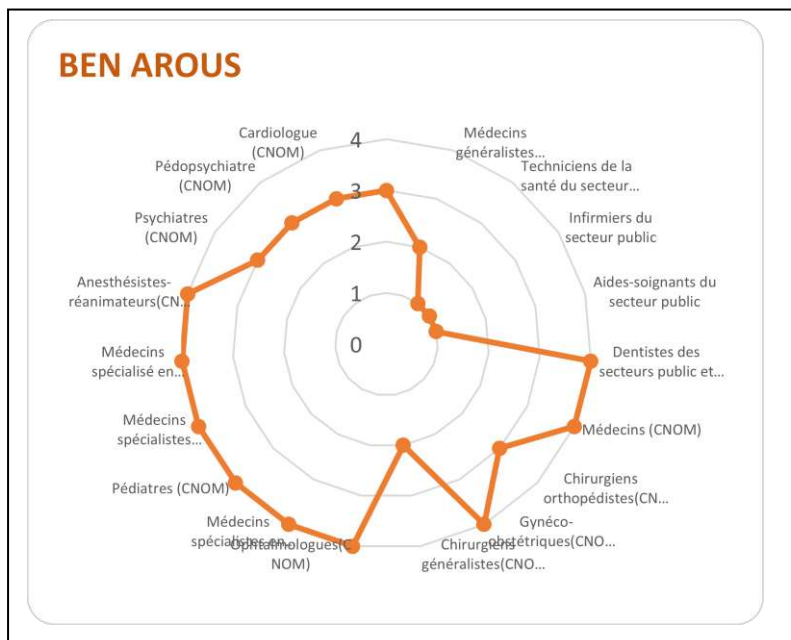 BEN AROUS
Cardiologue
(CNOM)
4
Médecins
généralistes...
Pédopsychiatre
(CNOM)
Techniciens de la
santé du secteur...
3
Psychiatres
(CNOM)
Infirmiers du
secteur public
2
Anesthésistes-
réanimateurs(CN...
1
Aides-soignants du
secteur public
0
Médecins
spécialisé en...
Dentistes des
secteurs public et...
Médecins
spécialistes...
Médecins (CNOM)
Pédiatres (CNOM)
Chirurgiens
orthopédistes(CN...
Médecins
spécialistes en...
Ophtalmologues(C
NOM)
Gynéco-
obstétriques(CNO...
Chirurgiens
généralistes(CNO...